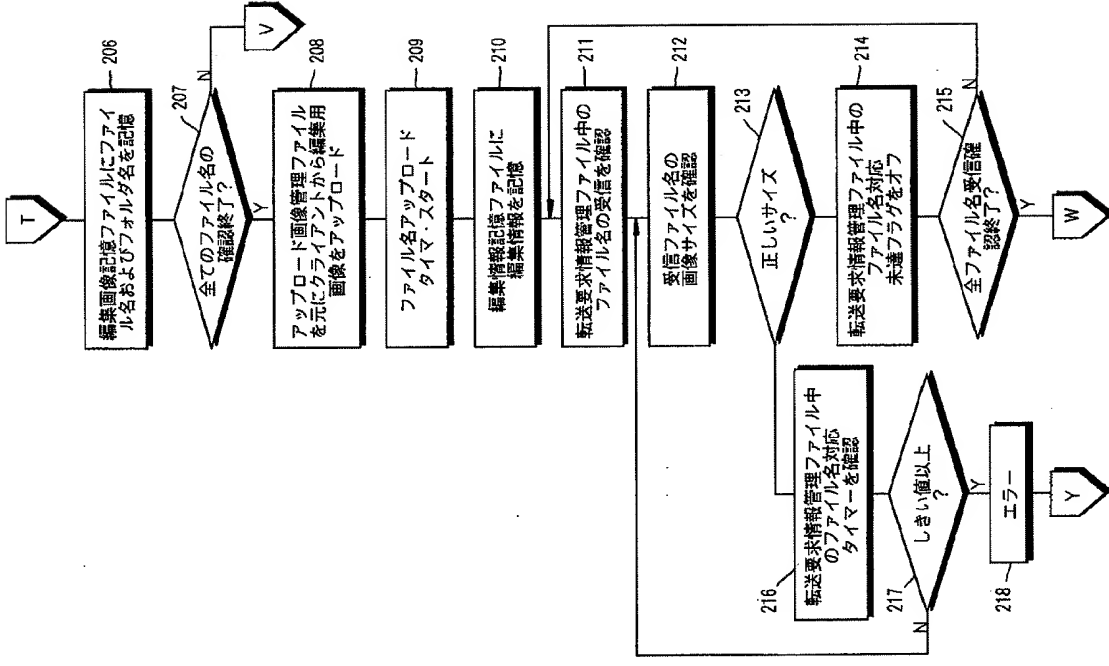 T
編集画像記憶ファイルにファイ
ル名およびフォルダ名を記憶
206
全てのファイル名の
確認終了?
207
N
V
Y
アップロード画像管理ファイル
を元にクライアントから編集用
画像をアップロード
208
ファイル名アップロード
タイマ・スタート
209
編集情報記憶ファイルに
編集情報を記憶
210
転送要求情報管理ファイル中の
ファイル名の受信を確認
211
受信ファイル名の
画像サイズを確認
212
正しいサイズ
?
213
転送要求情報管理ファイル中の
ファイル名対応
未達フラグをオフ
214
全ファイル名受信確
認終了?
215
N
Y
W
転送要求情報管理ファイル中
のファイル名対応
タイマーを確認
216
しきい値以上
?
217
N
Y
エラー
218
Y